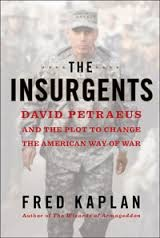 THE
INSURGENTS
DAVID PETRAEUS
AND THE PLOT TO CHANGE
THE AMERICAN WAY OF WAR
FRED KAPLAN
Author of The Wizards of Armageddon